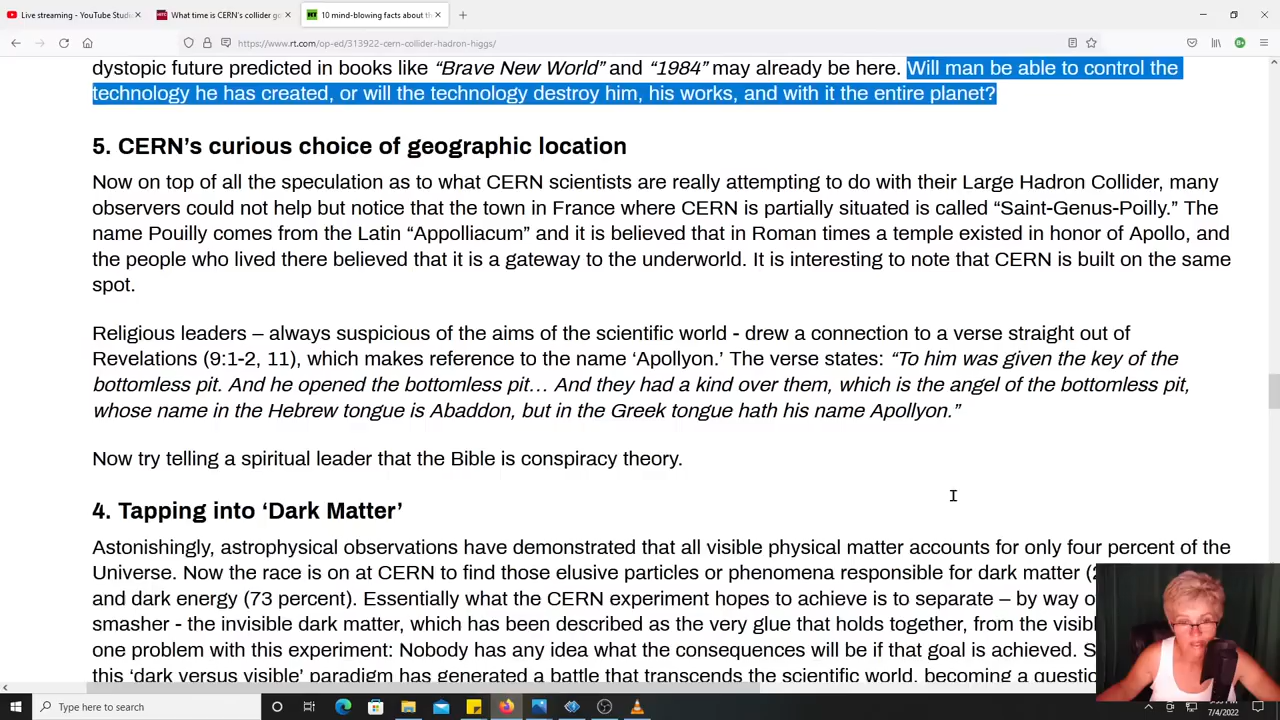 Live streaming - YouTube Stud
What time is CERN's collider go
10 mind-blowing facts about th
https://www.rt.com/op-ed/313922-cern-collider-hadron-higgs/
dystopic future predicted in books like “Brave New World” and “1984” may already be here. Will man be able to control the
technology he has created, or will the technology destroy him, his works, and with it the entire planet?
5. CERN’s curious choice of geographic location
Now on top of all the speculation as to what CERN scientists are really attempting to do with their Large Hadron Collider, many
observers could not help but notice that the town in France where CERN is partially situated is called “Saint-Genus-Poilly.” The
name Pouilly comes from the Latin “Appolliacum” and it is believed that in Roman times a temple existed in honor of Apollo, and
the people who lived there believed that it is a gateway to the underworld. It is interesting to note that CERN is built on the same
spot.
Religious leaders – always suspicious of the aims of the scientific world - drew a connection to a verse straight out of
Revelations (9:1-2, 11), which makes reference to the name ‘Apollyon.’ The verse states: “To him was given the key of the
bottomless pit. And he opened the bottomless pit… And they had a kind over them, which is the angel of the bottomless pit,
whose name in the Hebrew tongue is Abaddon, but in the Greek tongue hath his name Apollyon.”
Now try telling a spiritual leader that the Bible is conspiracy theory.
4. Tapping into ‘Dark Matter’
Astonishingly, astrophysical observations have demonstrated that all visible physical matter accounts for only four percent of the
Universe. Now the race is on at CERN to find those elusive particles or phenomena responsible for dark matter (
and dark energy (73 percent). Essentially what the CERN experiment hopes to achieve is to separate – by way o
smasher - the invisible dark matter, which has been described as the very glue that holds together, from the visib
one problem with this experiment: Nobody has any idea what the consequences will be if that goal is achieved. S
this ‘dark versus visible’ paradigm has generated a battle that transcends the scientific world, becoming a questio
Type here to search
7/4/2022